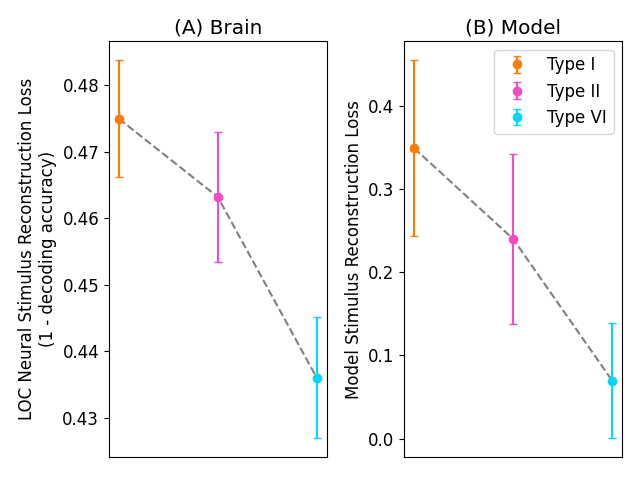 (A) Brain
LOC Neural Stimulus Reconstruction Loss
(1 - decoding accuracy)
0.48
0.47
0.46
0.45
0.44
0.43
(B) Model
Model Stimulus Reconstruction Loss
0.4
0.3
0.2
0.1
0.0
Type I
Type II
Type VI